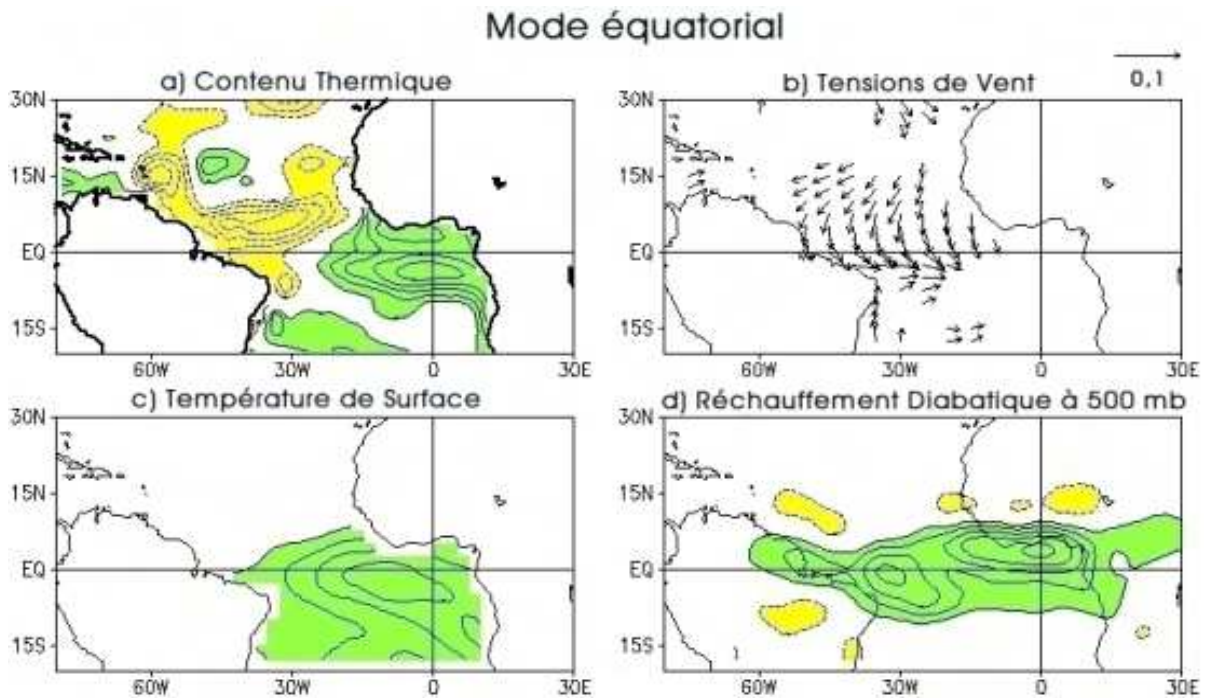 Mode équatorial
a) Contenu Thermique
b) Tensions de Vent
0,1
30N
15N
EQ
15S
60W 30W 0 30E
30N
15N
EQ
15S
60W 30W 0 30E
c) Température de Surface
d) Réchauffement Diabatique à 500 mb
30N
15N
EQ
15S
60W 30W 0 30E
30N
15N
EQ
15S
60W 30W 0 30E